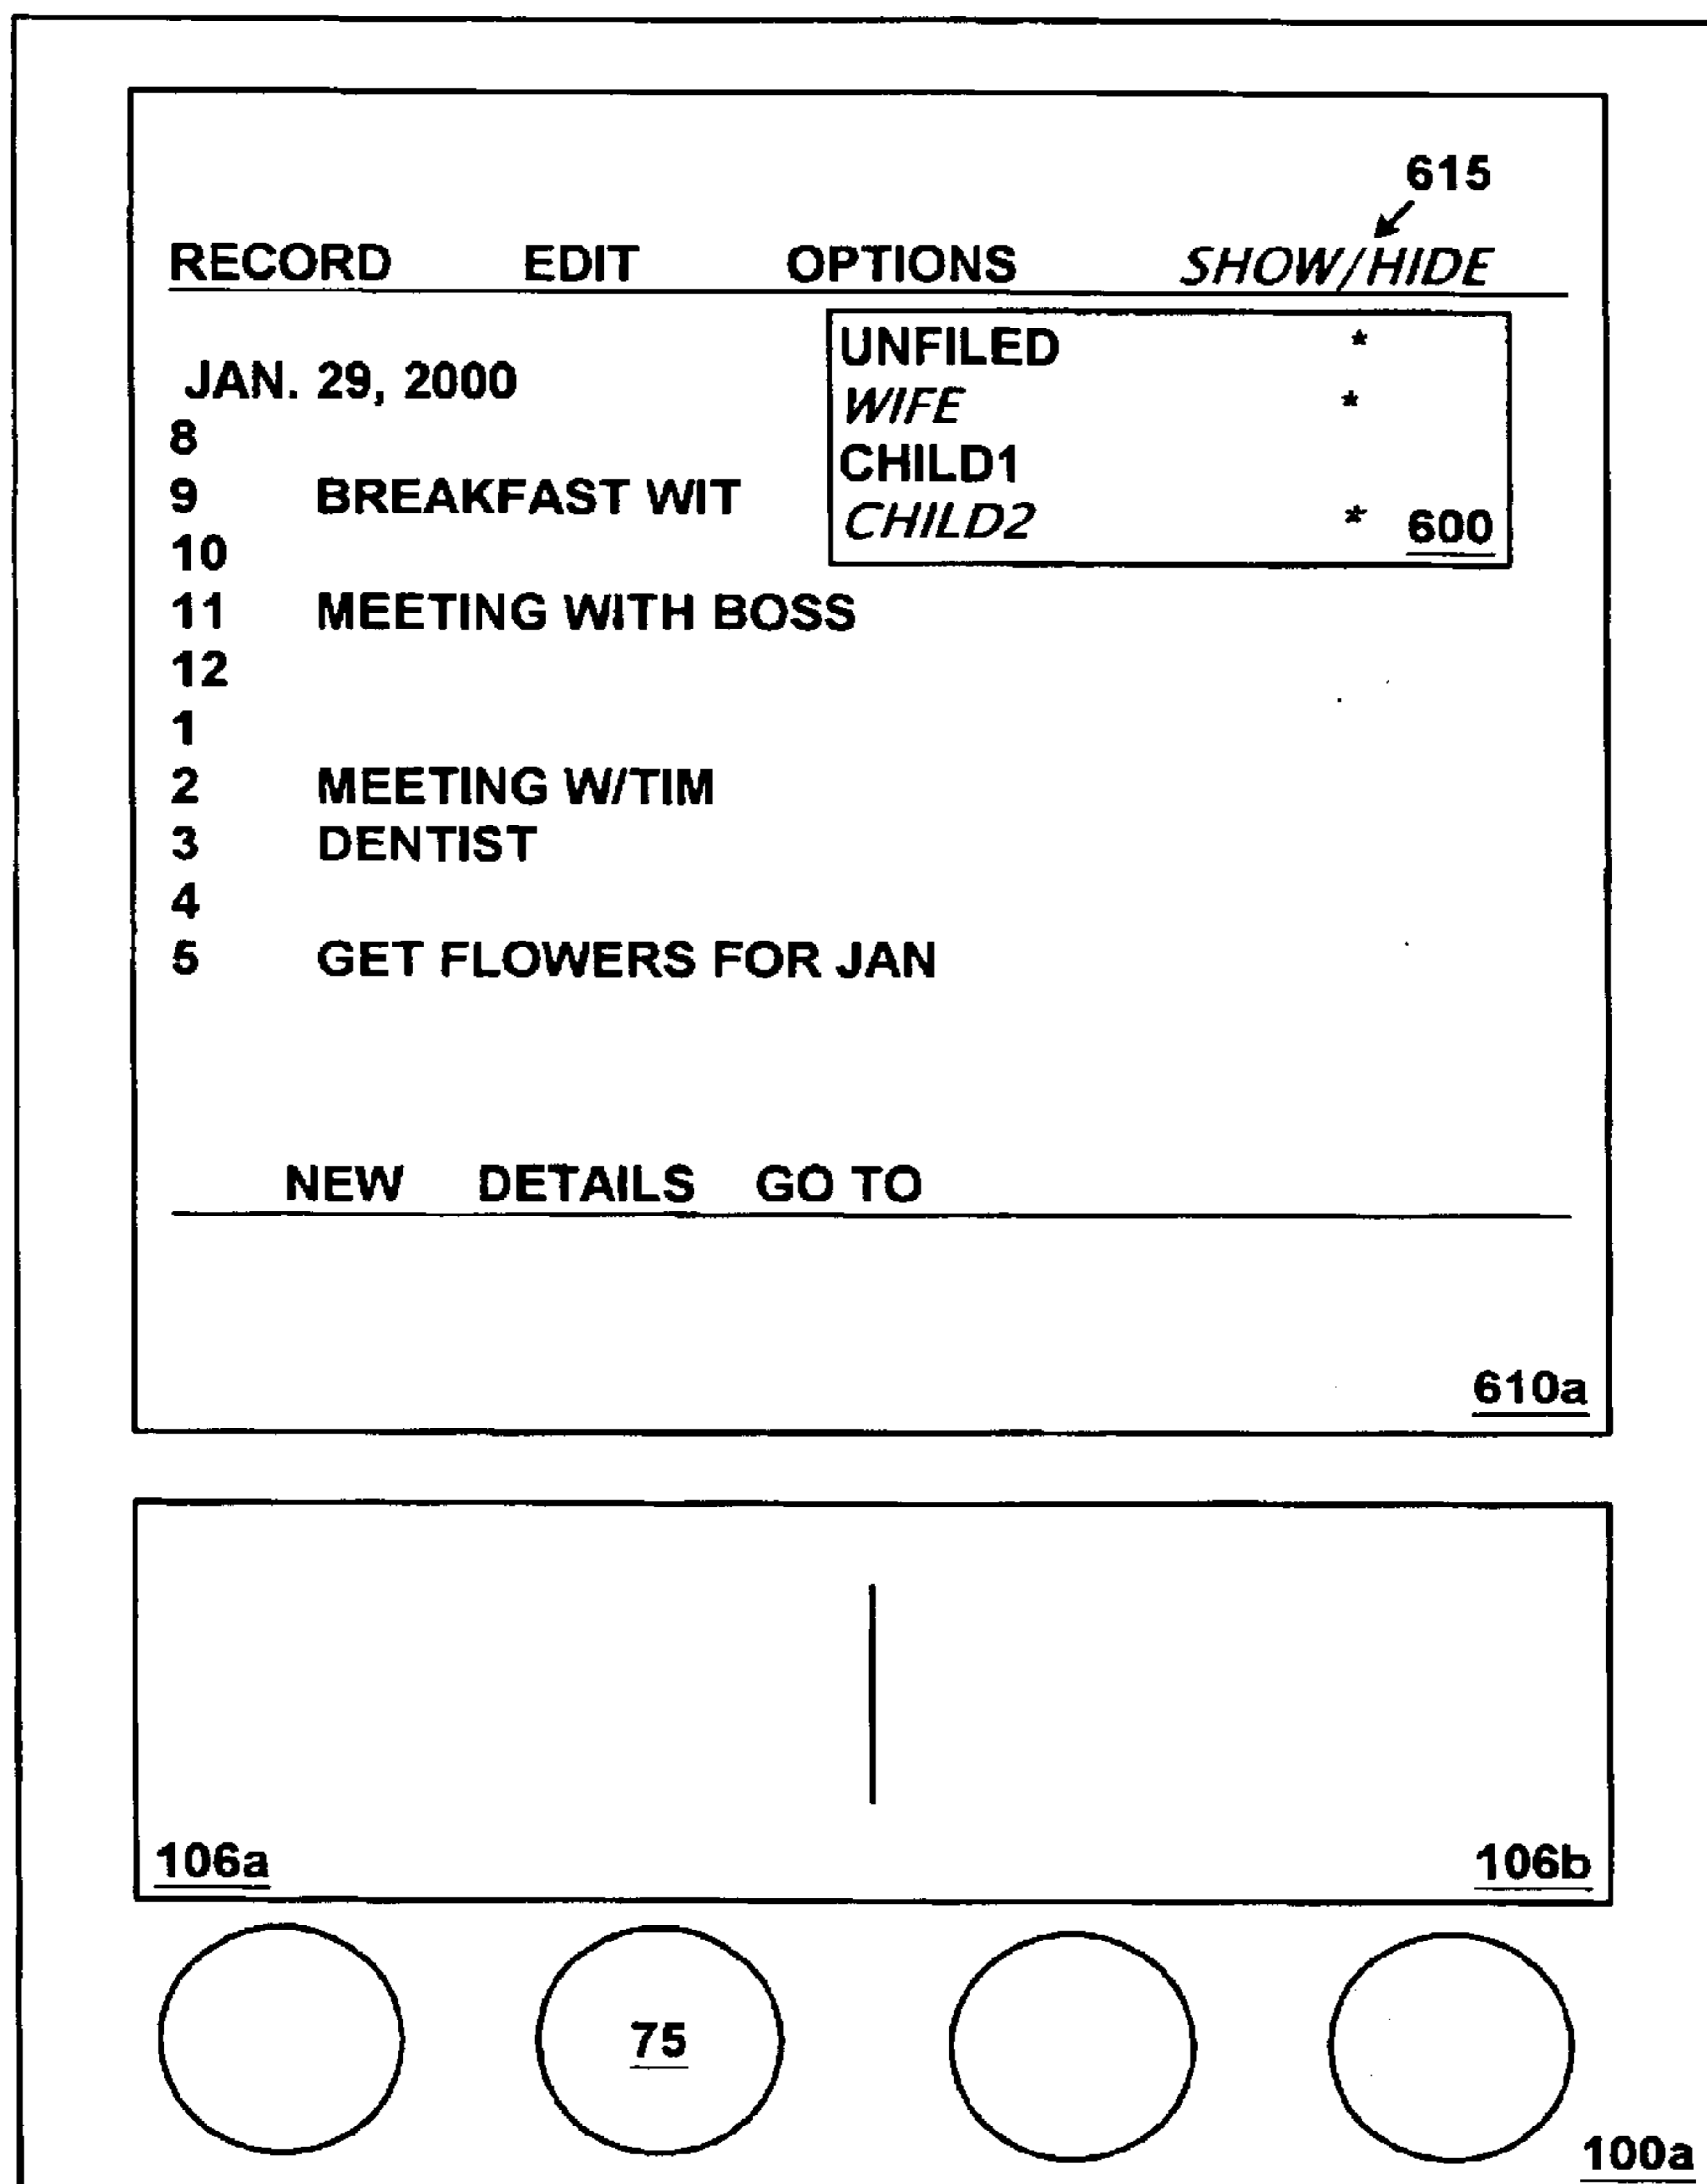 615
RECORD EDIT OPTIONS SHOW/HIDE
UNFILED *
WIFE *
CHILD1
CHILD2 * 600
JAN. 29, 2000
8
9 BREAKFAST WIT
10
11 MEETING WITH BOSS
12
1
2 MEETING W/TIM
3 DENTIST
4
5 GET FLOWERS FOR JAN
NEW DETAILS GO TO
610a
106a 106b
75
100a